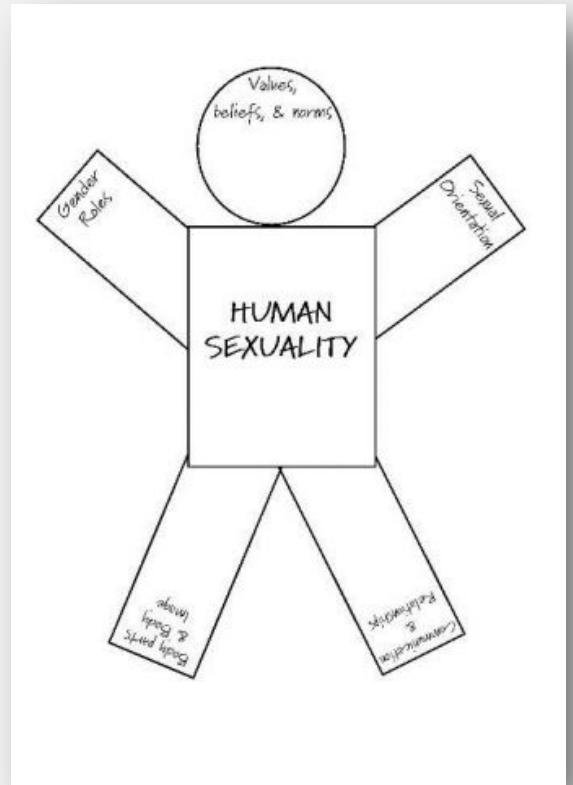 Values,
beliefs, & norms
Gender
Roles
Sexual
Orientation
HUMAN
SEXUALITY
Body parts
& Body
Image
Communication
&
Relationships